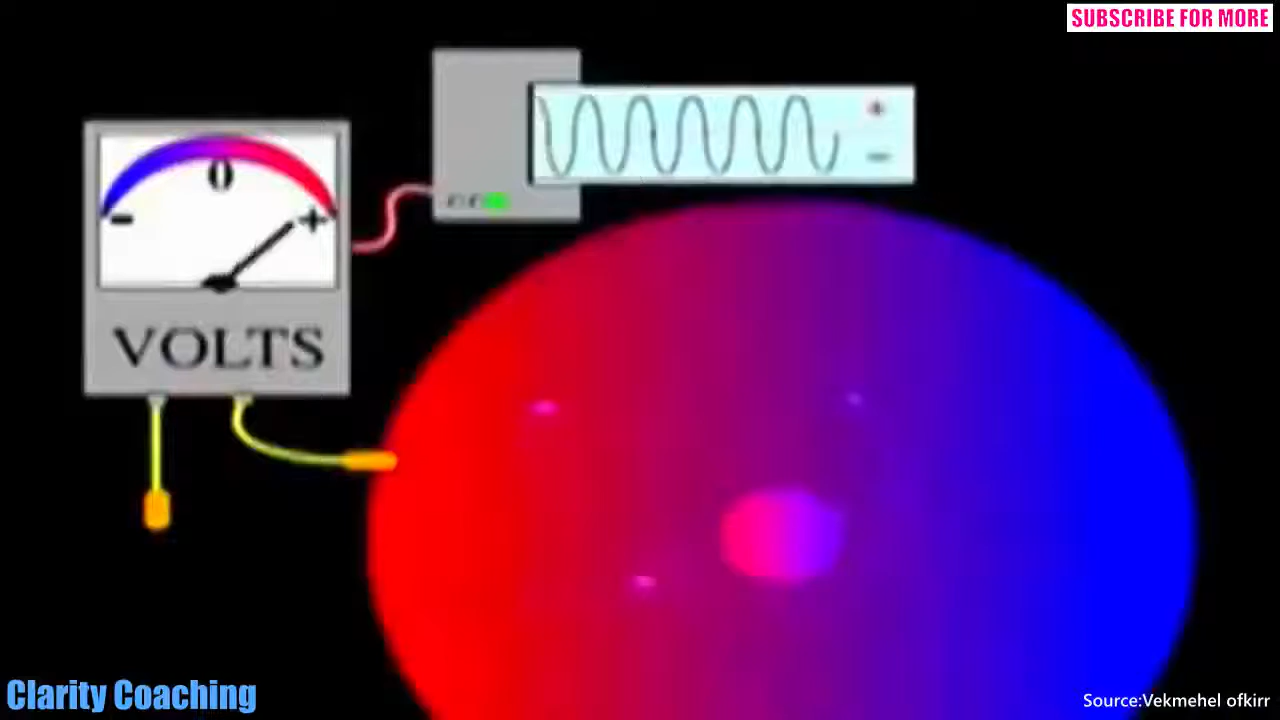 SUBSCRIBE FOR MORE
+
−
0
− +
VOLTS
Clarity Coaching
Source:Vekmehel ofkirr